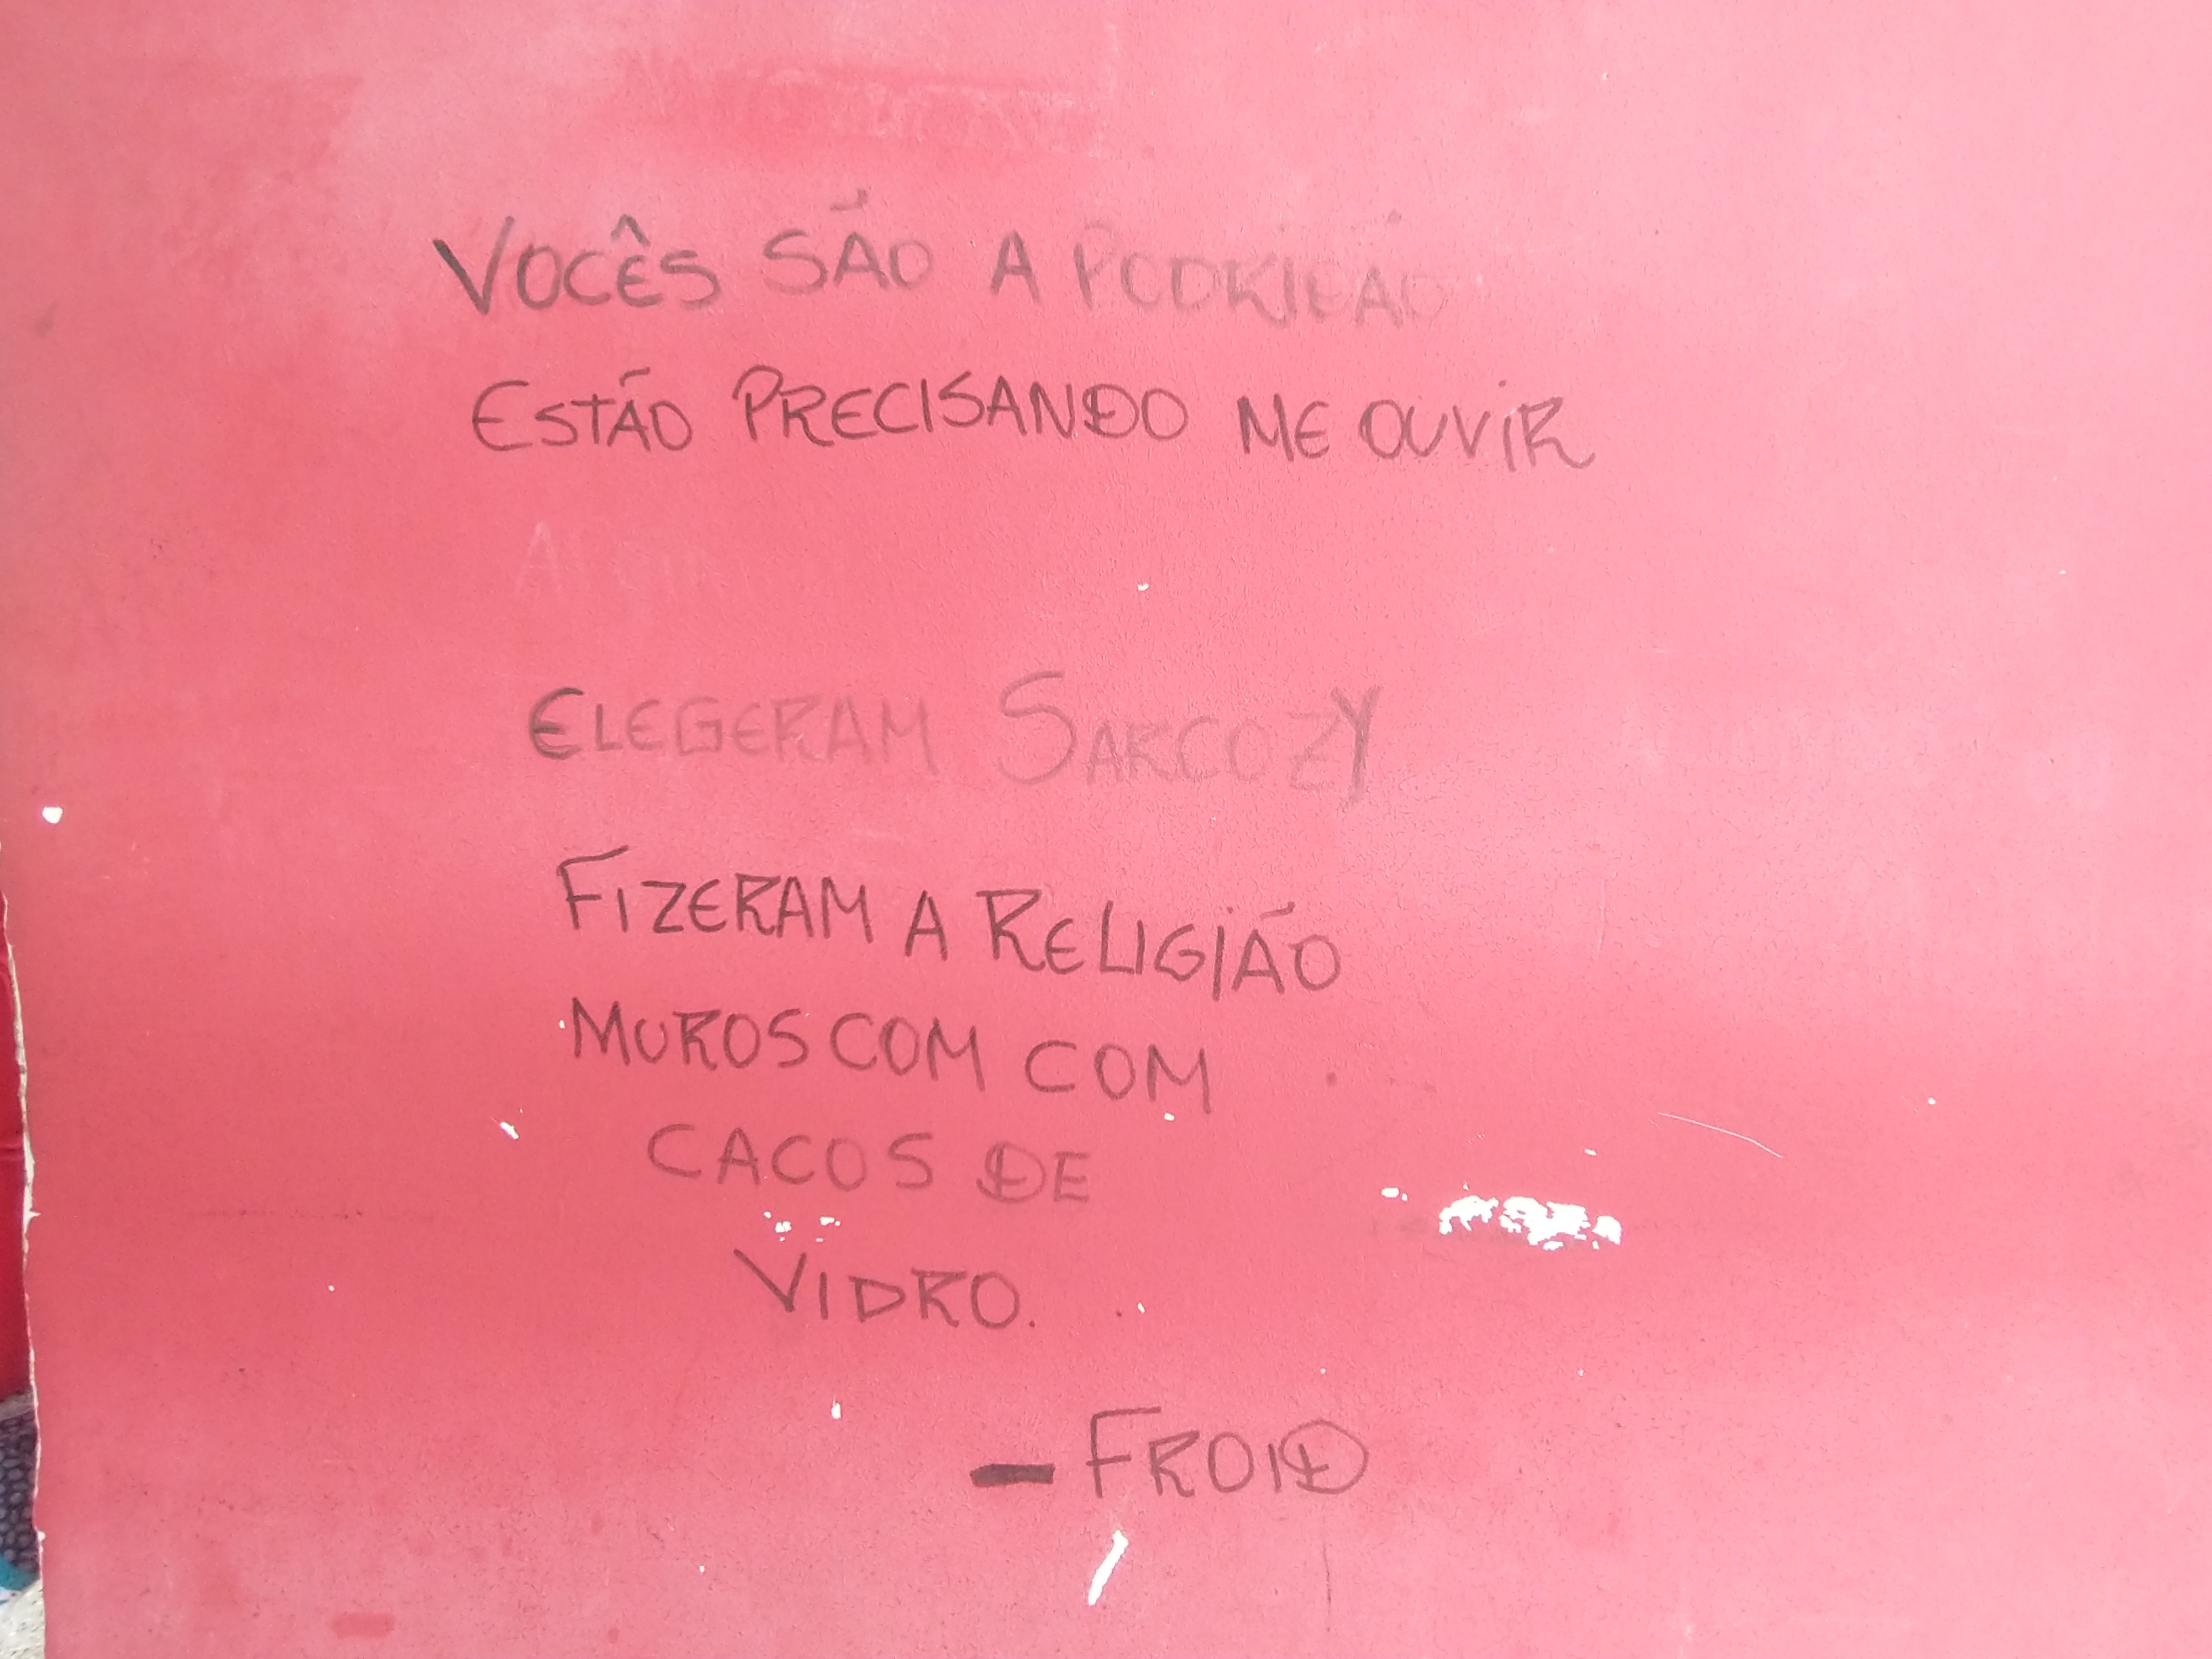 VOCÊS SÃO A PODRIDÃO
ESTÃO PRECISANDO ME OUVIR
ELEGERAM SARCOZY
FIZERAM A RELIGIÃO
MUROS COM COM
CACOS DE
VIDRO.
- FROID